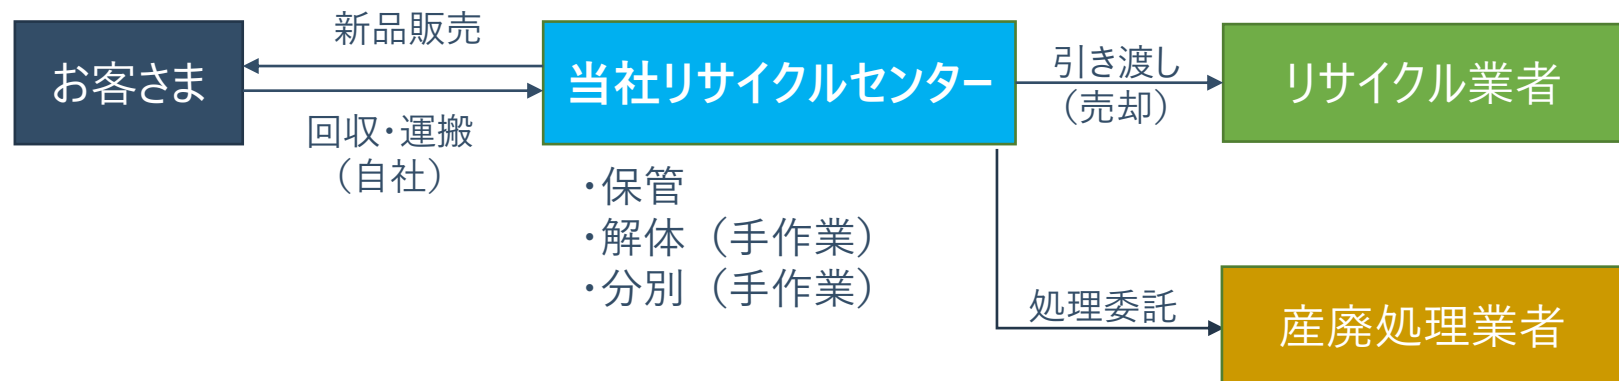 お客さま
新品販売
回収・運搬
（自社）
当社リサイクルセンター
・保管
・解体（手作業）
・分別（手作業）
引き渡し
（売却）
リサイクル業者
処理委託
産廃処理業者